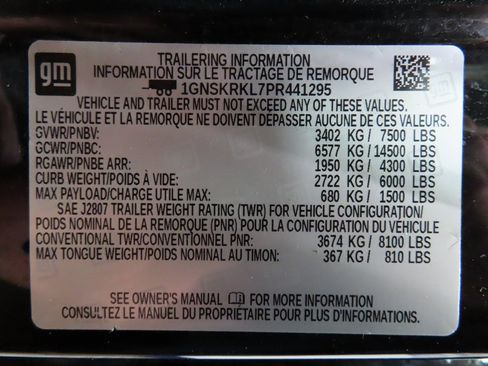 gm
TRAILERING INFORMATION
INFORMATION SUR LE TRACTAGE DE REMORQUE
1GNSKRKL7PR441295
VEHICLE AND TRAILER MUST NOT EXCEED ANY OF THESE VALUES.
LE VÉHICULE ET LA REMORQUE NE DOIVENT DÉPASSER AUCUNE DE CES VALEURS.
GVWR/PNBV: 3402 KG / 7500 LBS
GCWR/PNBC: 6577 KG / 14500 LBS
RGAWR/PNBE ARR: 1950 KG / 4300 LBS
CURB WEIGHT/POIDS À VIDE: 2722 KG / 6000 LBS
MAX PAYLOAD/CHARGE UTILE MAX: 680 KG / 1500 LBS
SAE J2807 TRAILER WEIGHT RATING (TWR) FOR VEHICLE CONFIGURATION/
POIDS NOMINAL DE LA REMORQUE (PNR) POUR LA CONFIGURATION DU VÉHICULE
CONVENTIONAL TWR/CONVENTIONNEL PNR: 3674 KG / 8100 LBS
MAX TONGUE WEIGHT/POIDS MAXIMAL AU TIMON: 367 KG / 810 LBS
SEE OWNER'S MANUAL FOR MORE INFORMATION
CONSULTEZ LE MANUEL DU PROPRIÉTAIRE POUR PLUS D'INFORMATIONS.